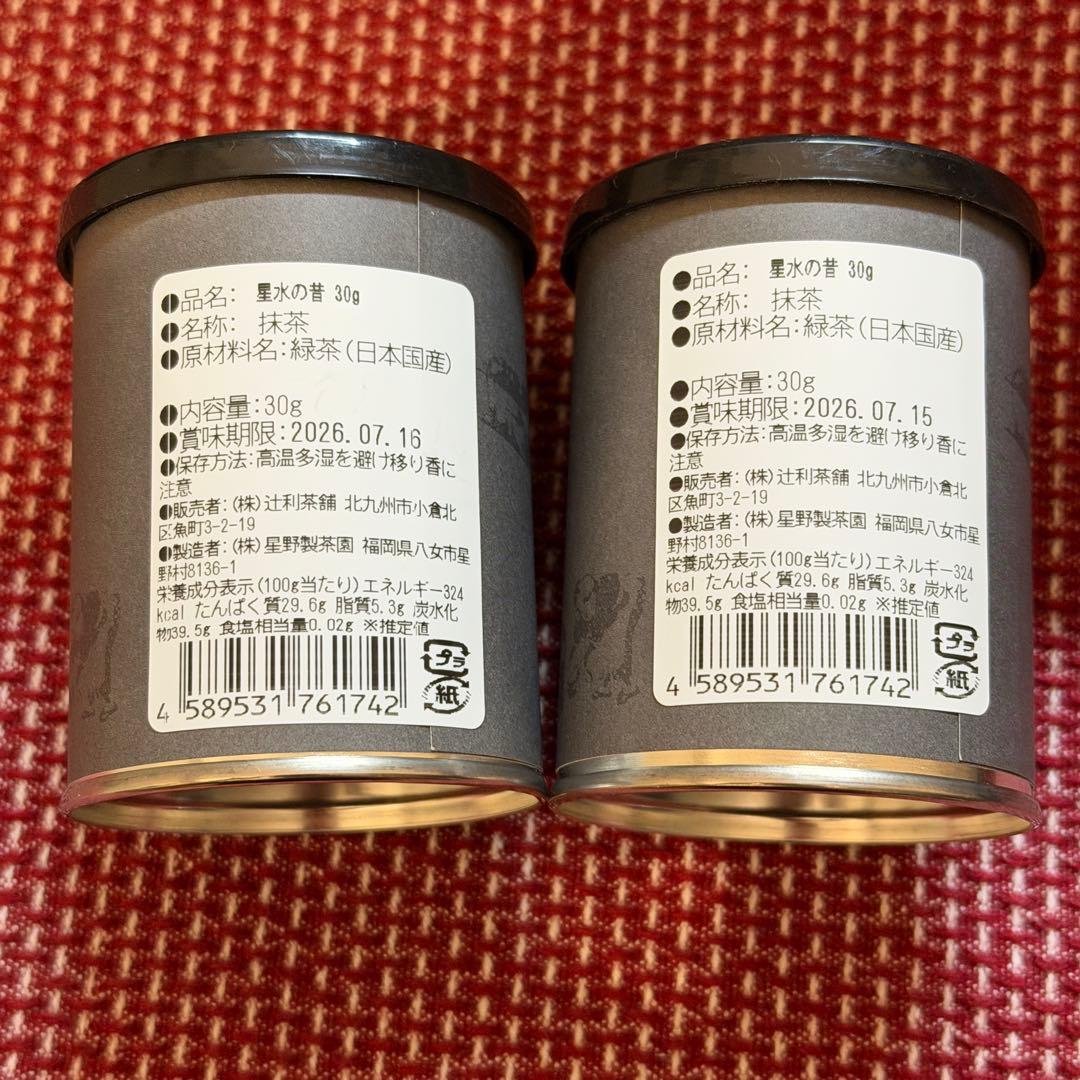 ●品名: 星水の昔 30g
●名称: 抹茶
●原材料名:緑茶(日本国産)
●内容量:30g
●賞味期限:2026.07.16
●保存方法:高温多湿を避け移り香に
注意
●販売者:(株)辻利茶舗 北九州市小倉北
区魚町3-2-19
●製造者:(株)星野製茶園 福岡県八女市星
野村8136-1
栄養成分表示(100g当たり)エネルギー324
kcal たんぱく質29.6g 脂質5.3g 炭水化
物39.5g 食塩相当量0.02g ※推定値
プラ
紙
4 589531 761742
●品名: 星水の昔 30g
●名称: 抹茶
●原材料名:緑茶(日本国産)
●内容量:30g
●賞味期限:2026.07.15
●保存方法:高温多湿を避け移り香に
注意
●販売者:(株)辻利茶舗 北九州市小倉北
区魚町3-2-19
●製造者:(株)星野製茶園 福岡県八女市星
野村8136-1
栄養成分表示(100g当たり)エネルギー324
kcal たんぱく質29.6g 脂質5.3g 炭水化
物39.5g 食塩相当量0.02g ※推定値
プラ
紙
4 589531 761742